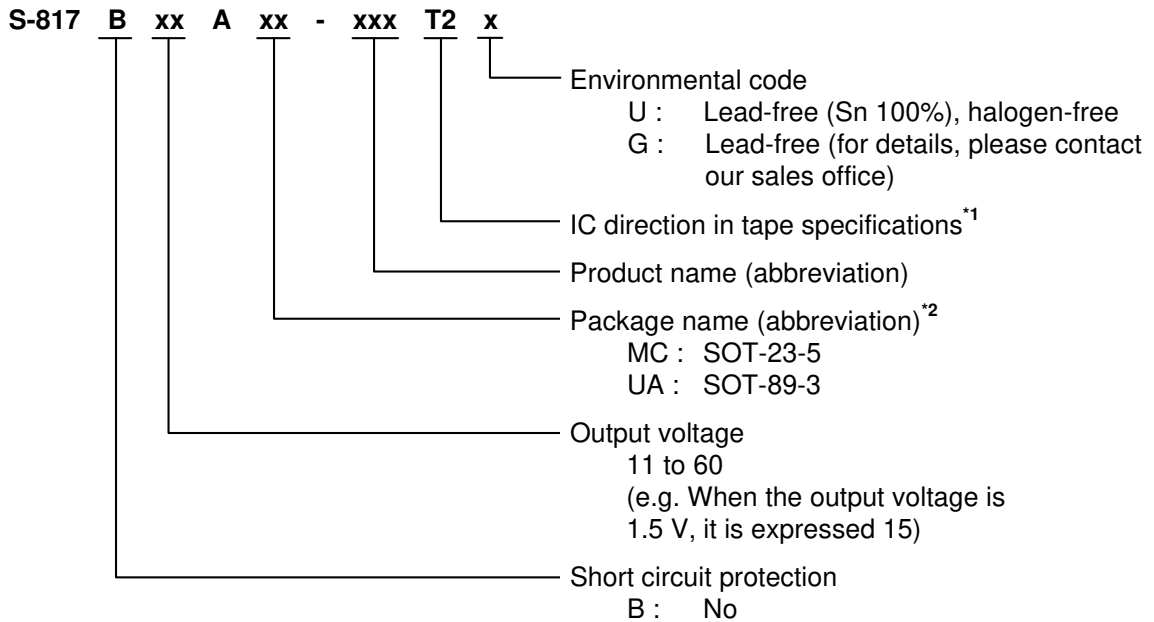 S-817 B xx A xx - xxx T2 x
Environmental code
U : Lead-free (Sn 100%), halogen-free
G : Lead-free (for details, please contact
our sales office)
IC direction in tape specifications*1
Product name (abbreviation)
Package name (abbreviation)*2
MC : SOT-23-5
UA : SOT-89-3
Output voltage
11 to 60
(e.g. When the output voltage is
1.5 V, it is expressed 15)
Short circuit protection
B : No